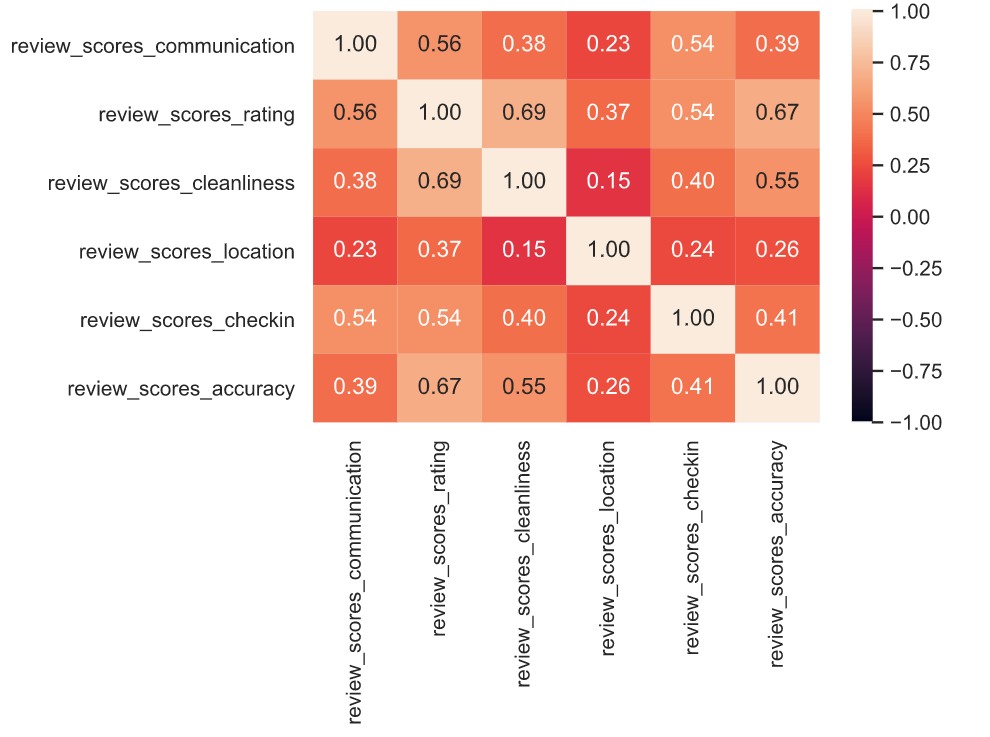 review_scores_communication 1.00 0.56 0.38 0.23 0.54 0.39
review_scores_rating 0.56 1.00 0.69 0.37 0.54 0.67
review_scores_cleanliness 0.38 0.69 1.00 0.15 0.40 0.55
review_scores_location 0.23 0.37 0.15 1.00 0.24 0.26
review_scores_checkin 0.54 0.54 0.40 0.24 1.00 0.41
review_scores_accuracy 0.39 0.67 0.55 0.26 0.41 1.00
review_scores_communication
review_scores_rating
review_scores_cleanliness
review_scores_location
review_scores_checkin
review_scores_accuracy
1.00
0.75
0.50
0.25
0.00
−0.25
−0.50
−0.75
−1.00